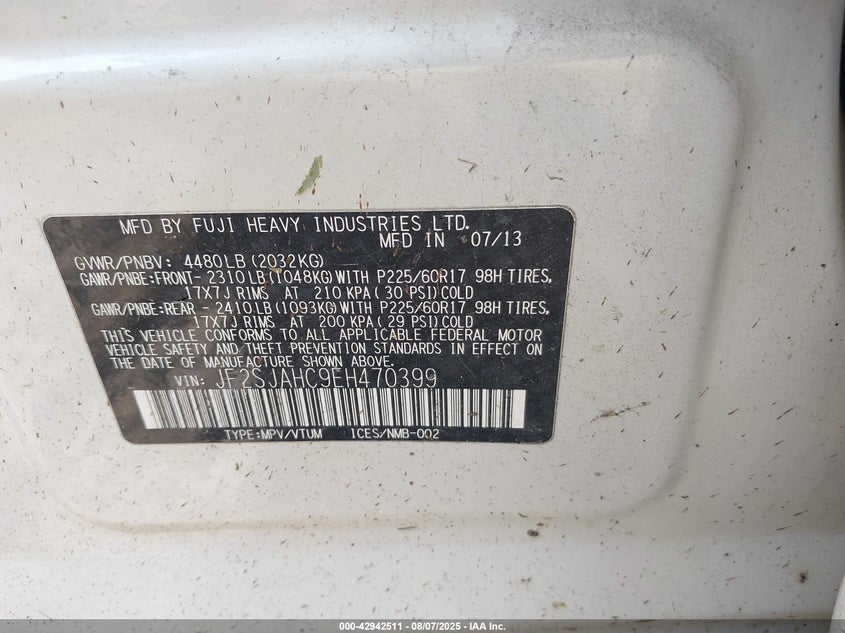 MFD BY FUJI HEAVY INDUSTRIES LTD.
MFD IN 07/13
GVWR/PNBV: 4480LB (2032KG)
GAWR/PNBE:FRONT- 2310LB (1048KG) WITH P225/60R17 98H TIRES,
17X7J RIMS AT 210 KPA (30 PSI) COLD
GAWR/PNBE:REAR - 2410LB (1093KG) WITH P225/60R17 98H TIRES,
17X7J RIMS AT 200 KPA (29 PSI) COLD
THIS VEHICLE CONFORMS TO ALL APPLICABLE FEDERAL MOTOR
VEHICLE SAFETY AND THEFT PREVENTION STANDARDS IN EFFECT ON
THE DATE OF MANUFACTURE SHOWN ABOVE.
VIN: JF2SJAHC9EH470399
TYPE:MPV/VTUM ICES/NMB-002
000-42942511 - 08/07/2025 - IAA Inc.